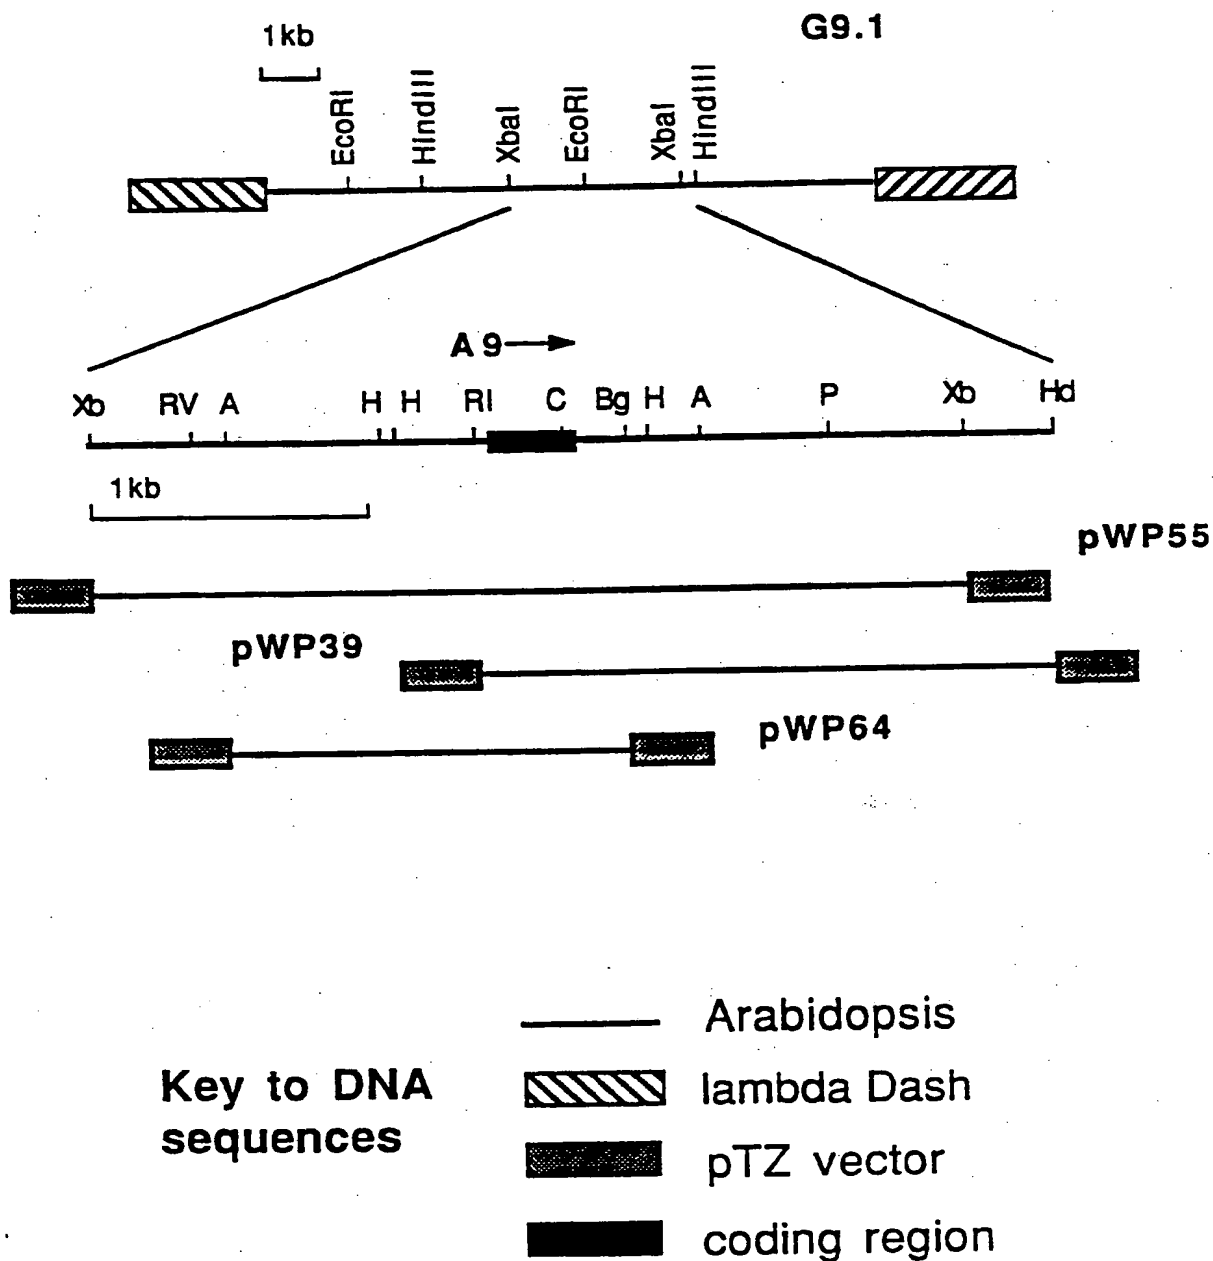 G9.1
1kb
EcoRI HindIII XbaI EcoRI XbaI HindIII
A9
Xb RV A H H RI C Bg H A P Xb Hd
1kb
pWP55
pWP39
pWP64
Key to DNA
sequences
Arabidopsis
lambda Dash
pTZ vector
coding region